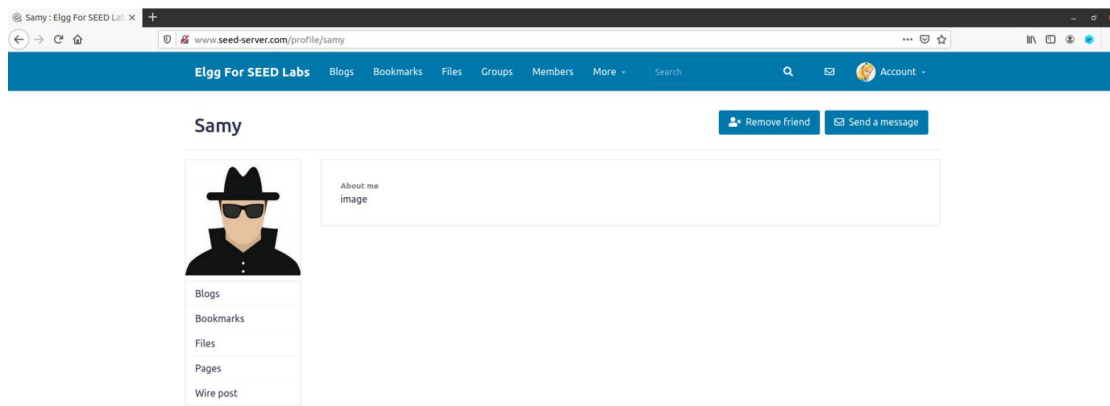 Samy : Elgg For SEED Lab
www.seed-server.com/profile/samy
Elgg For SEED Labs Blogs Bookmarks Files Groups Members More Search Account
Samy
Remove friend Send a message
About me
image
Blogs
Bookmarks
Files
Pages
Wire post